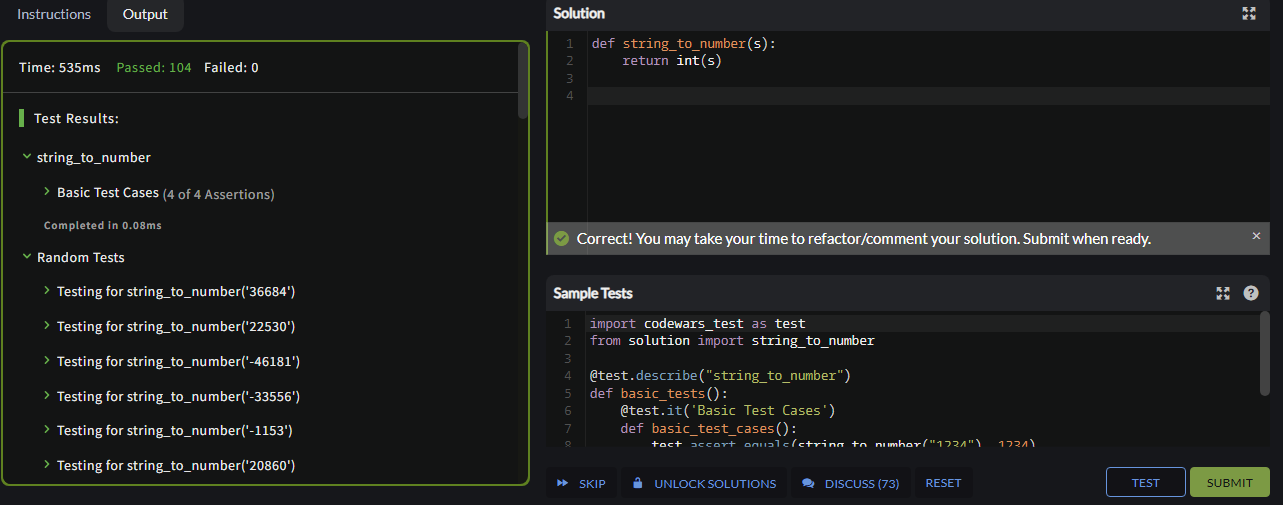 Instructions
Output
Time: 535ms Passed: 104 Failed: 0
Test Results:
string_to_number
Basic Test Cases (4 of 4 Assertions)
Completed in 0.08ms
Random Tests
Testing for string_to_number('36684')
Testing for string_to_number('22530')
Testing for string_to_number('-46181')
Testing for string_to_number('-33556')
Testing for string_to_number('-1153')
Testing for string_to_number('20860')
Solution
1 def string_to_number(s):
2     return int(s)
3
4
Correct! You may take your time to refactor/comment your solution. Submit when ready.
Sample Tests
1 import codewars_test as test
2 from solution import string_to_number
3
4 @test.describe("string_to_number")
5 def basic_tests():
6     @test.it('Basic Test Cases')
7     def basic_test_cases():
8         test.assert_equals(string_to_number("1234"), 1234)
SKIP
UNLOCK SOLUTIONS
DISCUSS (73)
RESET
TEST
SUBMIT